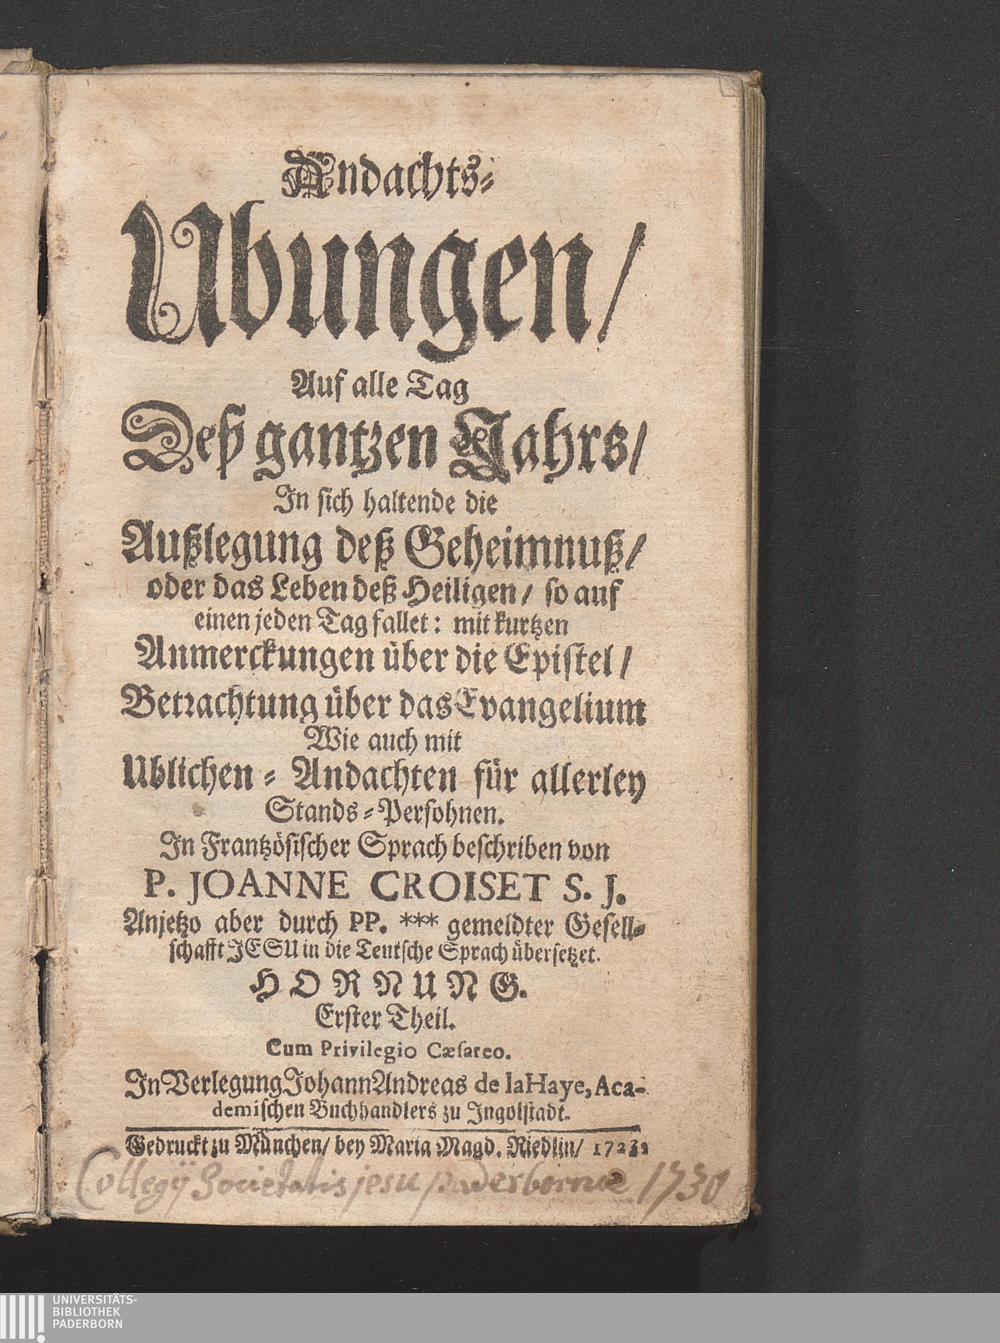 Andachts-
Ubungen/
Auf alle Tag
Deß gantzen Jahrs/
In sich haltende die
Außlegung deß Geheimnuß/
oder das Leben deß Heiligen/ so auf
einen jeden Tag fallet: mit kurtzen
Anmerckungen über die Epistel/
Betrachtung über das Evangelium
Wie auch mit
Ublichen-Andachten für allerley
Stands-Persohnen.
In Frantzösischer Sprach beschriben von
P. JOANNE CROISET S. J.
Anjetzo aber durch PP. *** gemeldter Gesell-
schafft JESU in die Teutsche Sprach übersetzet.
HORNUNG.
Erster Theil.
Cum Privilegio Cæsareo.
In Verlegung Johann Andreas de la Haye, Aca-
demischen Buchhandlers zu Ingolstadt.
Gedruckt zu München/ bey Maria Magd. Riedlin/
Collegij Societatis jesu paderbornæ 1730
UNIVERSITÄTS-
BIBLIOTHEK
PADERBORN